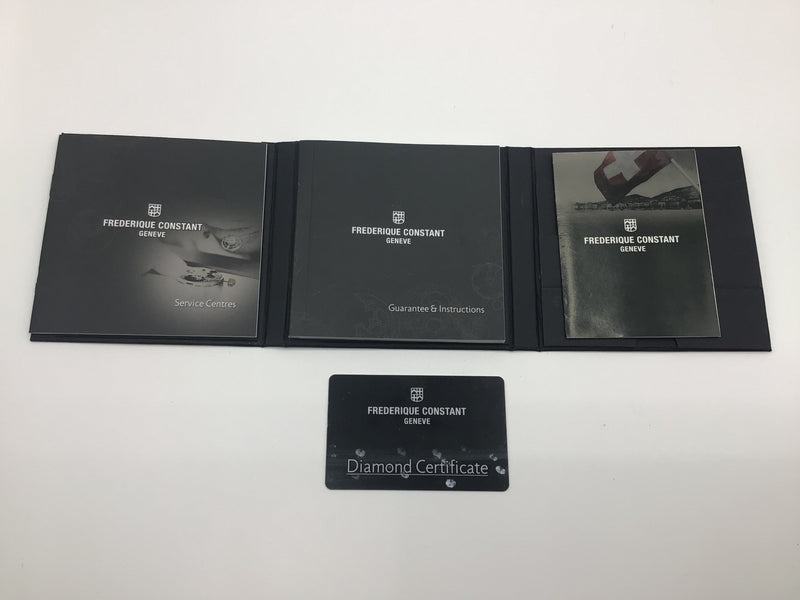 FREDERIQUE CONSTANT
GENEVE
Service Centres
FREDERIQUE CONSTANT
GENEVE
Guarantee & Instructions
FREDERIQUE CONSTANT
GENEVE
FREDERIQUE CONSTANT
GENEVE
Diamond Certificate